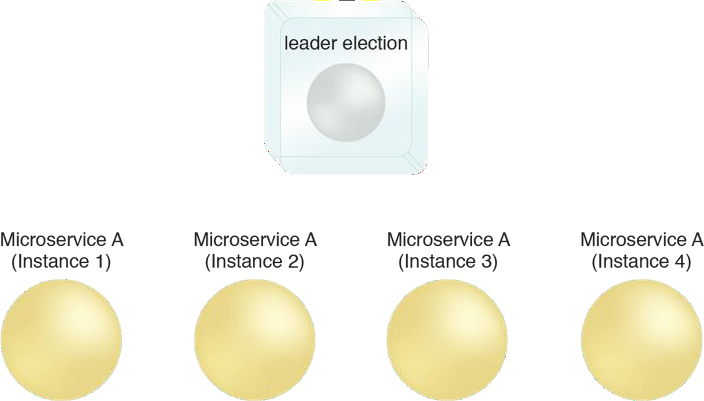 leader election
Microservice A
(Instance 1)
Microservice A
(Instance 2)
Microservice A
(Instance 3)
Microservice A
(Instance 4)